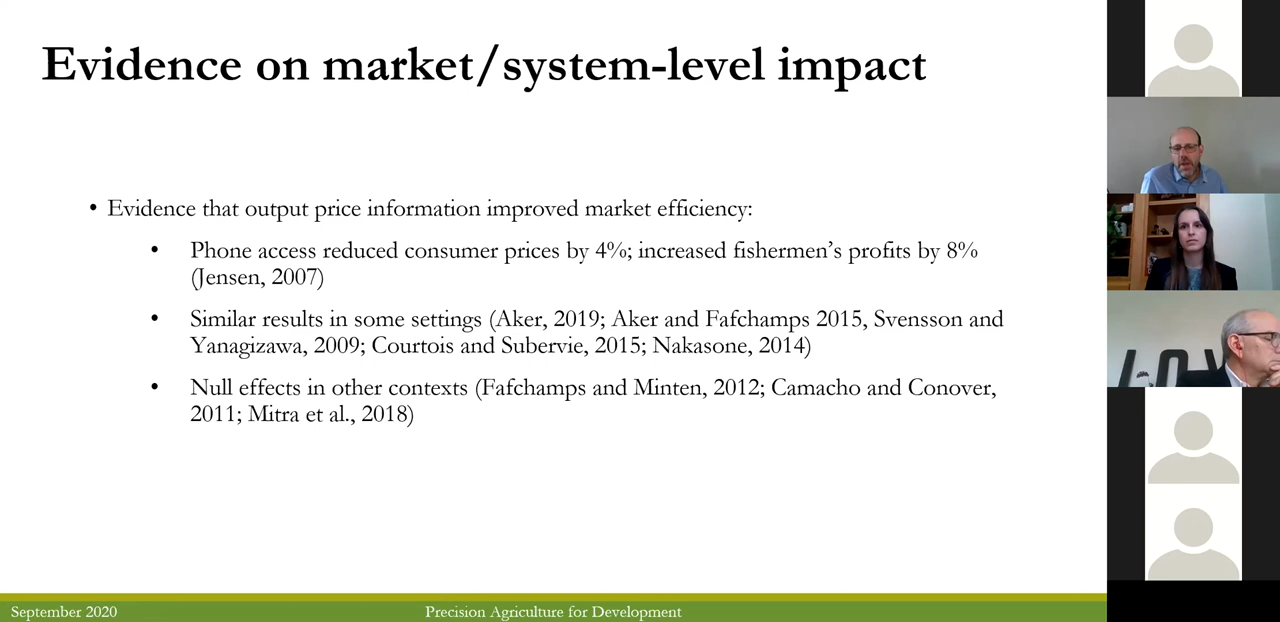 Evidence on market/system-level impact
• Evidence that output price information improved market efficiency:
• Phone access reduced consumer prices by 4%; increased fishermen's profits by 8%
(Jensen, 2007)
• Similar results in some settings (Aker, 2019; Aker and Fafchamps 2015, Svensson and
Yanagizawa, 2009; Courtois and Subervie, 2015; Nakasone, 2014)
• Null effects in other contexts (Fafchamps and Minten, 2012; Camacho and Conover,
2011; Mitra et al., 2018)
September 2020
Precision Agriculture for Development